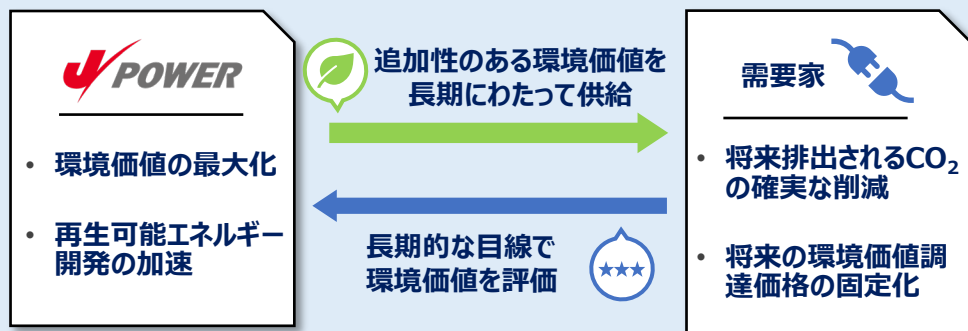 J POWER
• 環境価値の最大化
• 再生可能エネルギー
開発の加速
追加性のある環境価値を
長期にわたって供給
長期的な目線で
環境価値を評価
需要家
• 将来排出されるCO₂
の確実な削減
• 将来の環境価値調
達価格の固定化